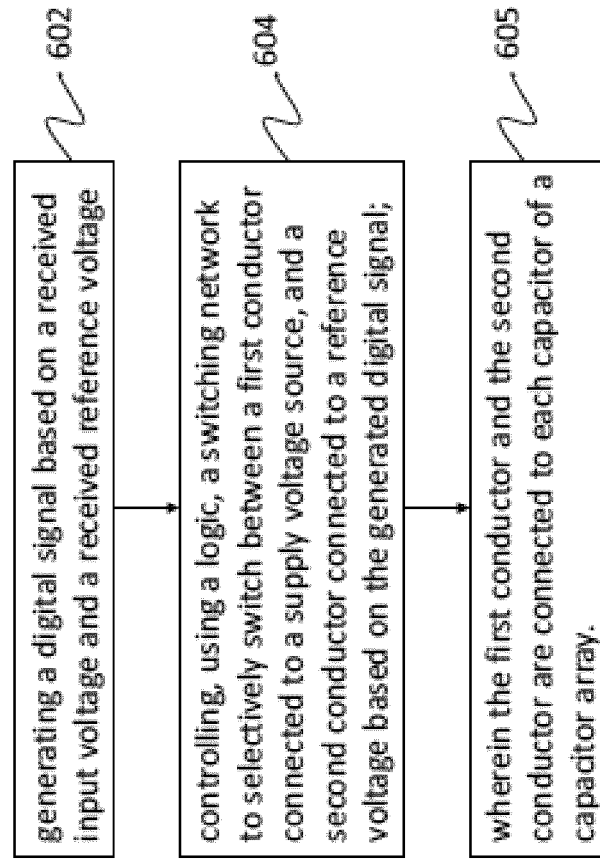 generating a digital signal based on a received
input voltage and a received reference voltage
602
controlling, using a logic, a switching network
to selectively switch between a first conductor
connected to a supply voltage source, and a
second conductor connected to a reference
voltage based on the generated digital signal;
604
wherein the first conductor and the second
conductor are connected to each capacitor of a
capacitor array.
605